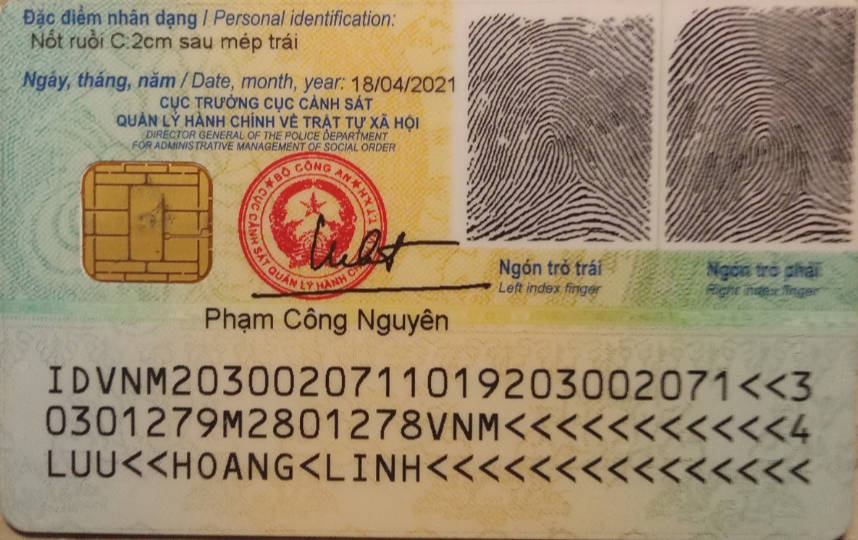 Đặc điểm nhân dạng / Personal identification:
Nốt ruồi C:2cm sau mép trái
Ngày, tháng, năm / Date, month, year: 18/04/2021
CỤC TRƯỞNG CỤC CẢNH SÁT
QUẢN LÝ HÀNH CHÍNH VỀ TRẬT TỰ XÃ HỘI
DIRECTOR GENERAL OF THE POLICE DEPARTMENT
FOR ADMINISTRATIVE MANAGEMENT OF SOCIAL ORDER
BỘ CÔNG AN
CỤC CẢNH SÁT QUẢN LÝ HÀNH CHÍNH
Phạm Công Nguyên
Ngón trỏ trái
Left index finger
Ngón trỏ phải
Right index finger
IDVNM2030020711019203002071<<3
0301279M2801278VNM<<<<<<<<<<<4
LUU<<HOANG<LINH<<<<<<<<<<<<<<<